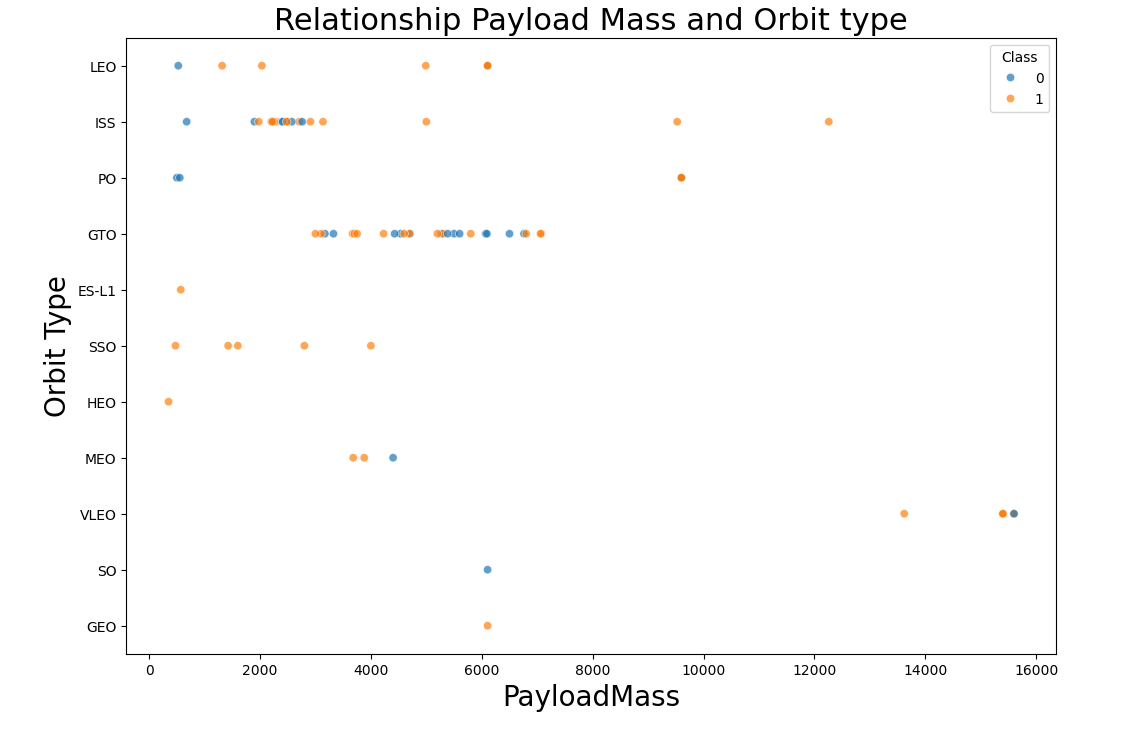 Relationship Payload Mass and Orbit type
Class
0
1
Orbit Type
LEO
ISS
PO
GTO
ES-L1
SSO
HEO
MEO
VLEO
SO
GEO
0 2000 4000 6000 8000 10000 12000 14000 16000
PayloadMass